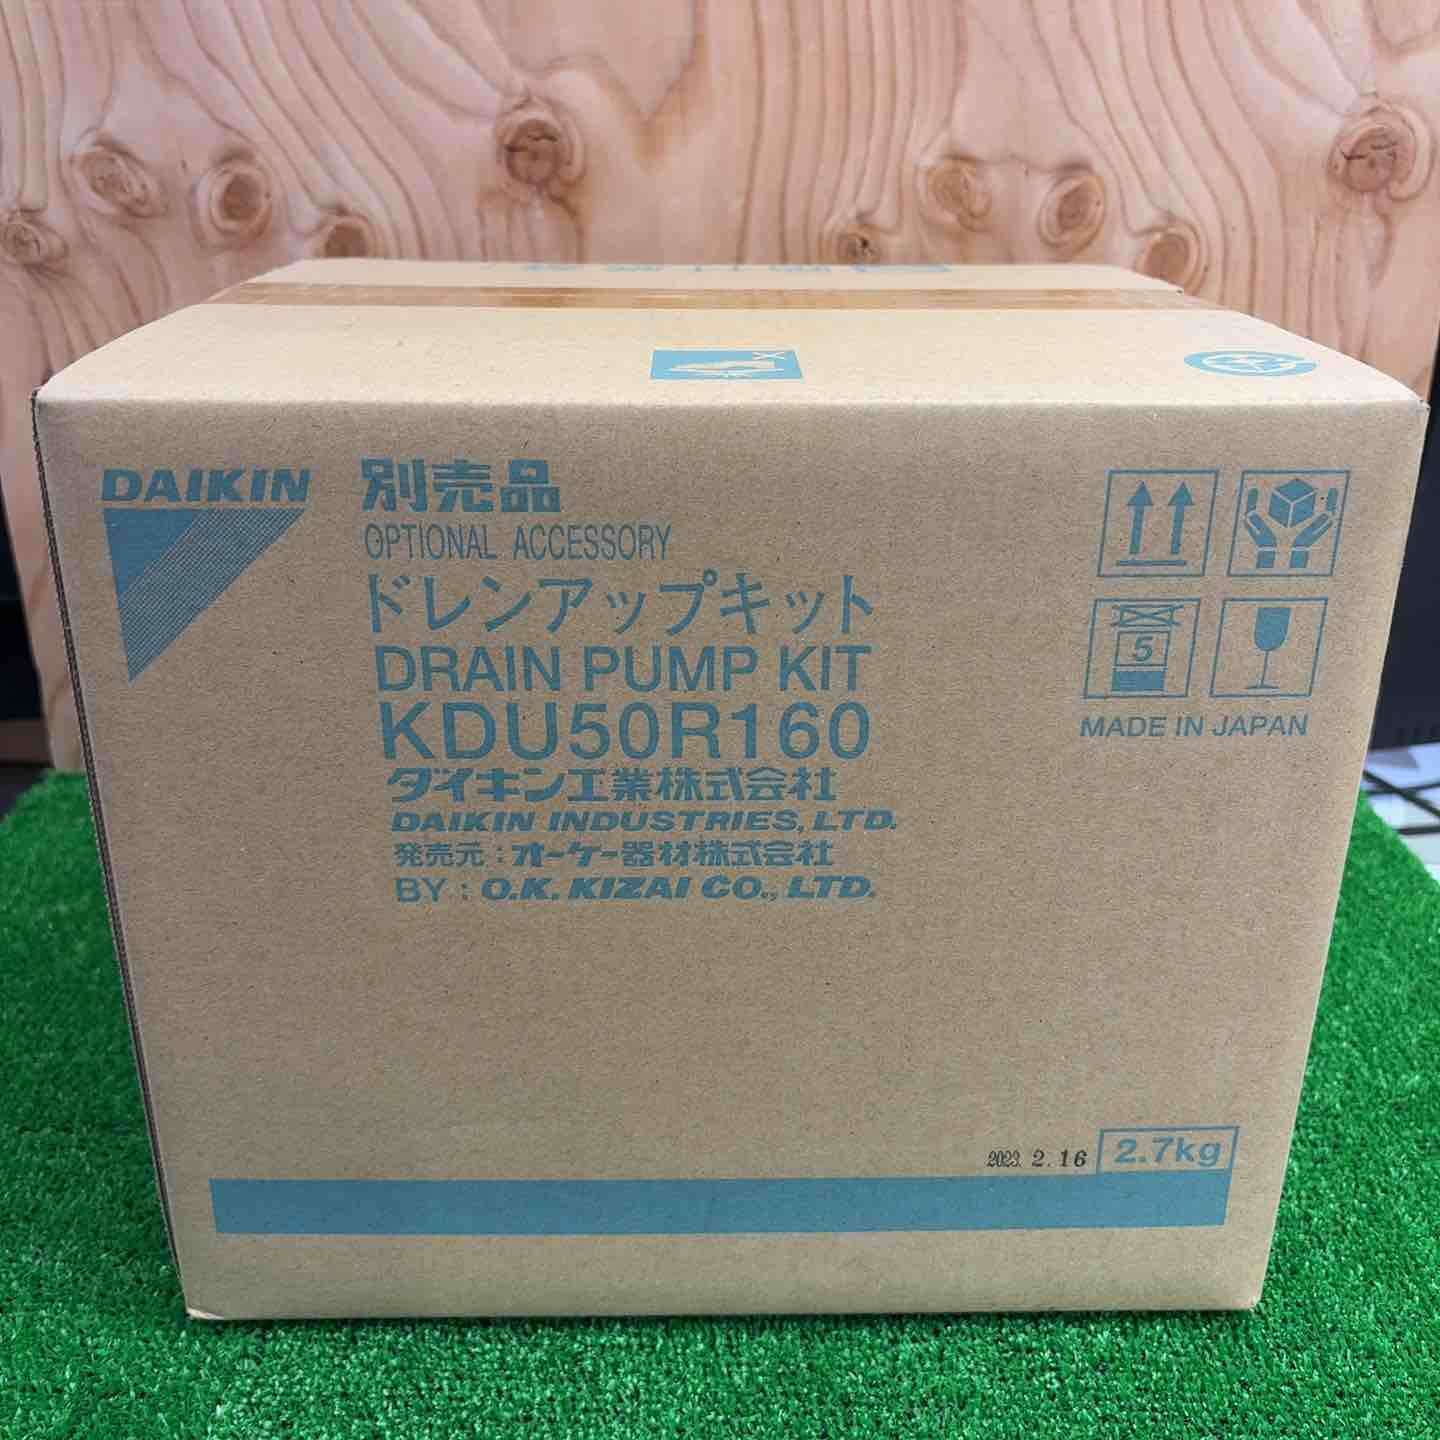 DAIKIN
別売品
OPTIONAL ACCESSORY
ドレンアップキット
DRAIN PUMP KIT
KDU50R160
ダイキン工業株式会社
DAIKIN INDUSTRIES, LTD.
発売元：オーケー器材株式会社
BY : O.K. KIZAI CO., LTD.
5
MADE IN JAPAN
2023. 2.16
2.7kg